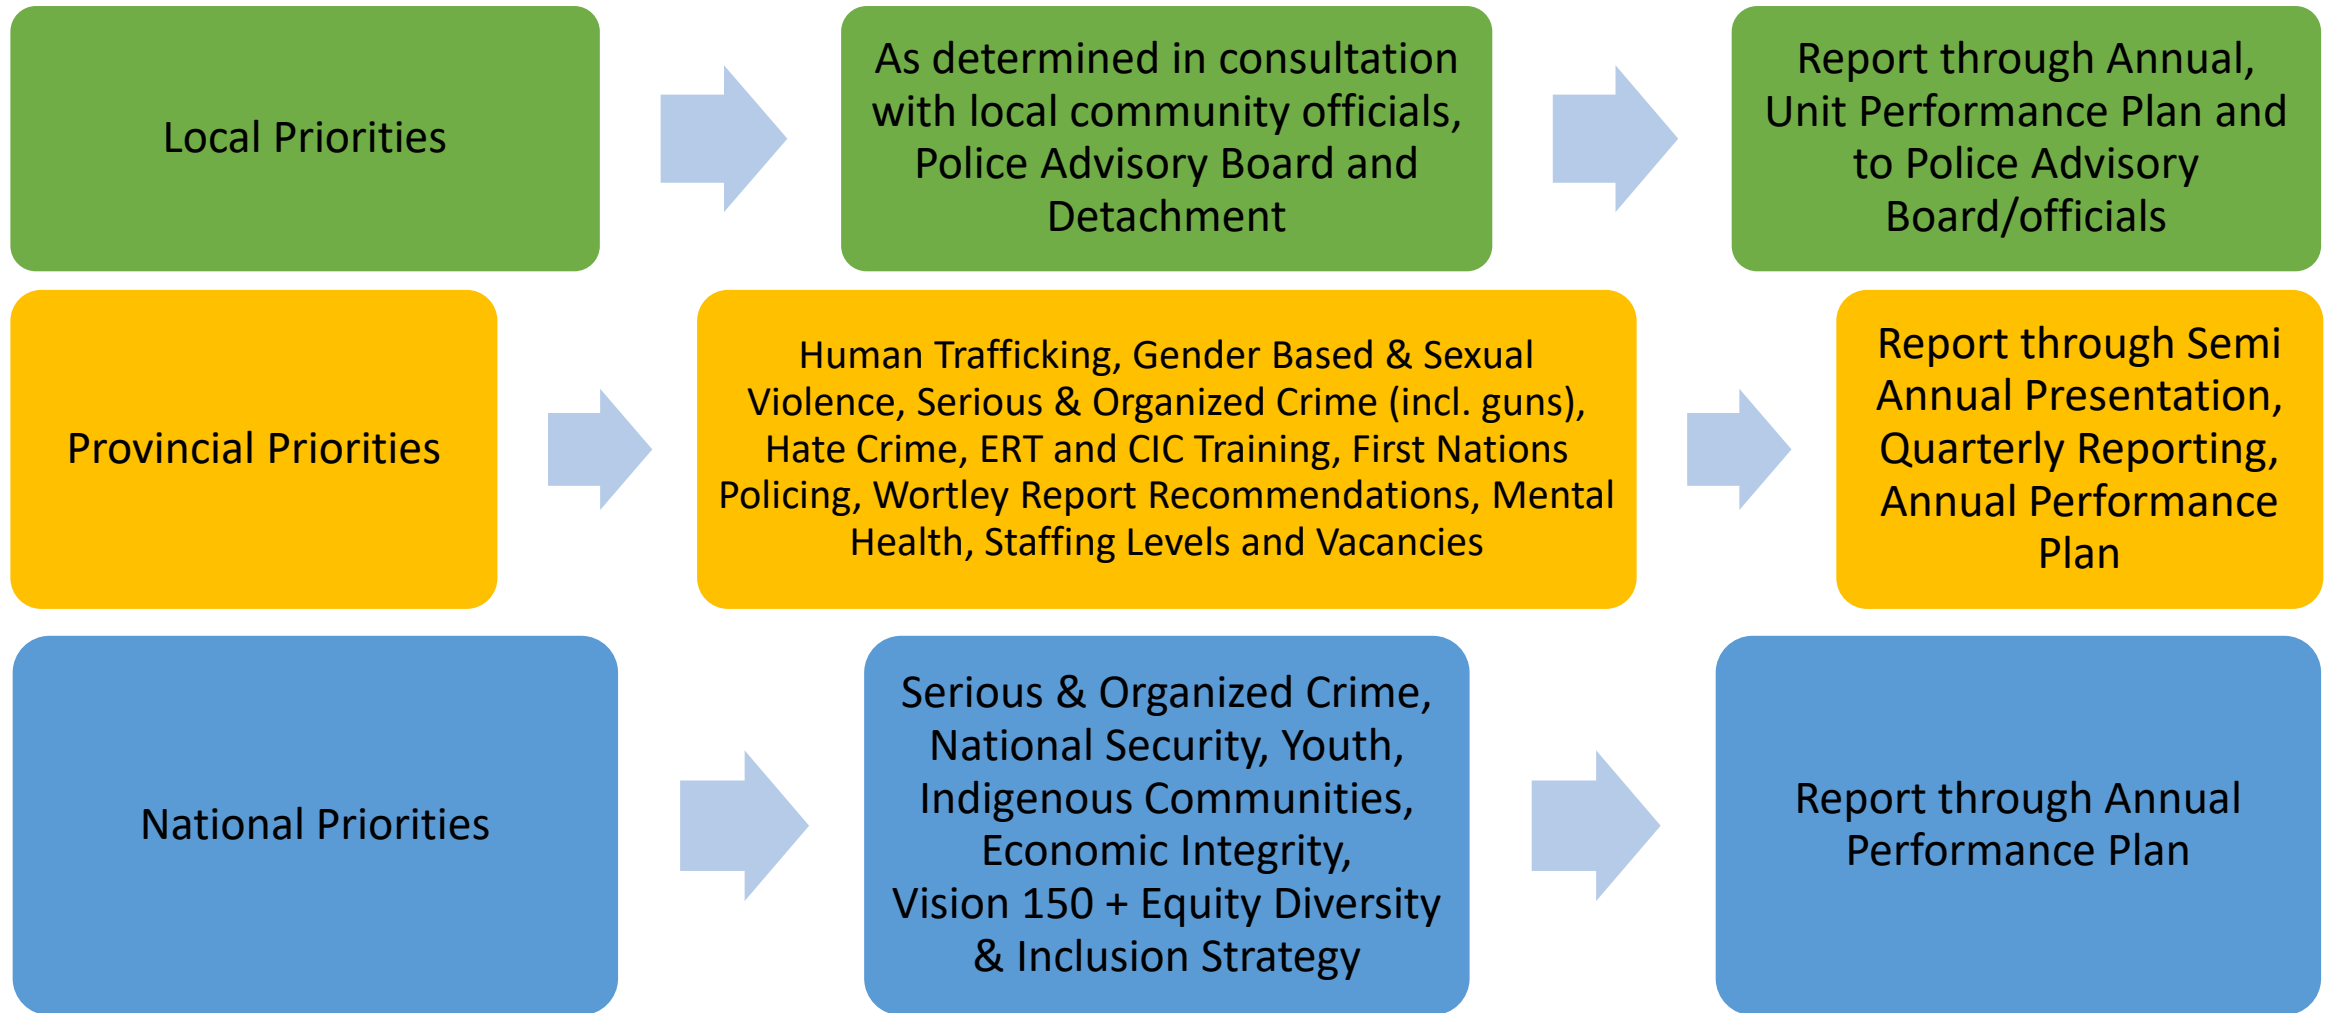 Local Priorities
As determined in consultation
with local community officials,
Police Advisory Board and
Detachment
Report through Annual,
Unit Performance Plan and
to Police Advisory
Board/officials
Provincial Priorities
Human Trafficking, Gender Based & Sexual
Violence, Serious & Organized Crime (incl. guns),
Hate Crime, ERT and CIC Training, First Nations
Policing, Wortley Report Recommendations, Mental
Health, Staffing Levels and Vacancies
Report through Semi
Annual Presentation,
Quarterly Reporting,
Annual Performance
Plan
National Priorities
Serious & Organized Crime,
National Security, Youth,
Indigenous Communities,
Economic Integrity,
Vision 150 + Equity Diversity
& Inclusion Strategy
Report through Annual
Performance Plan